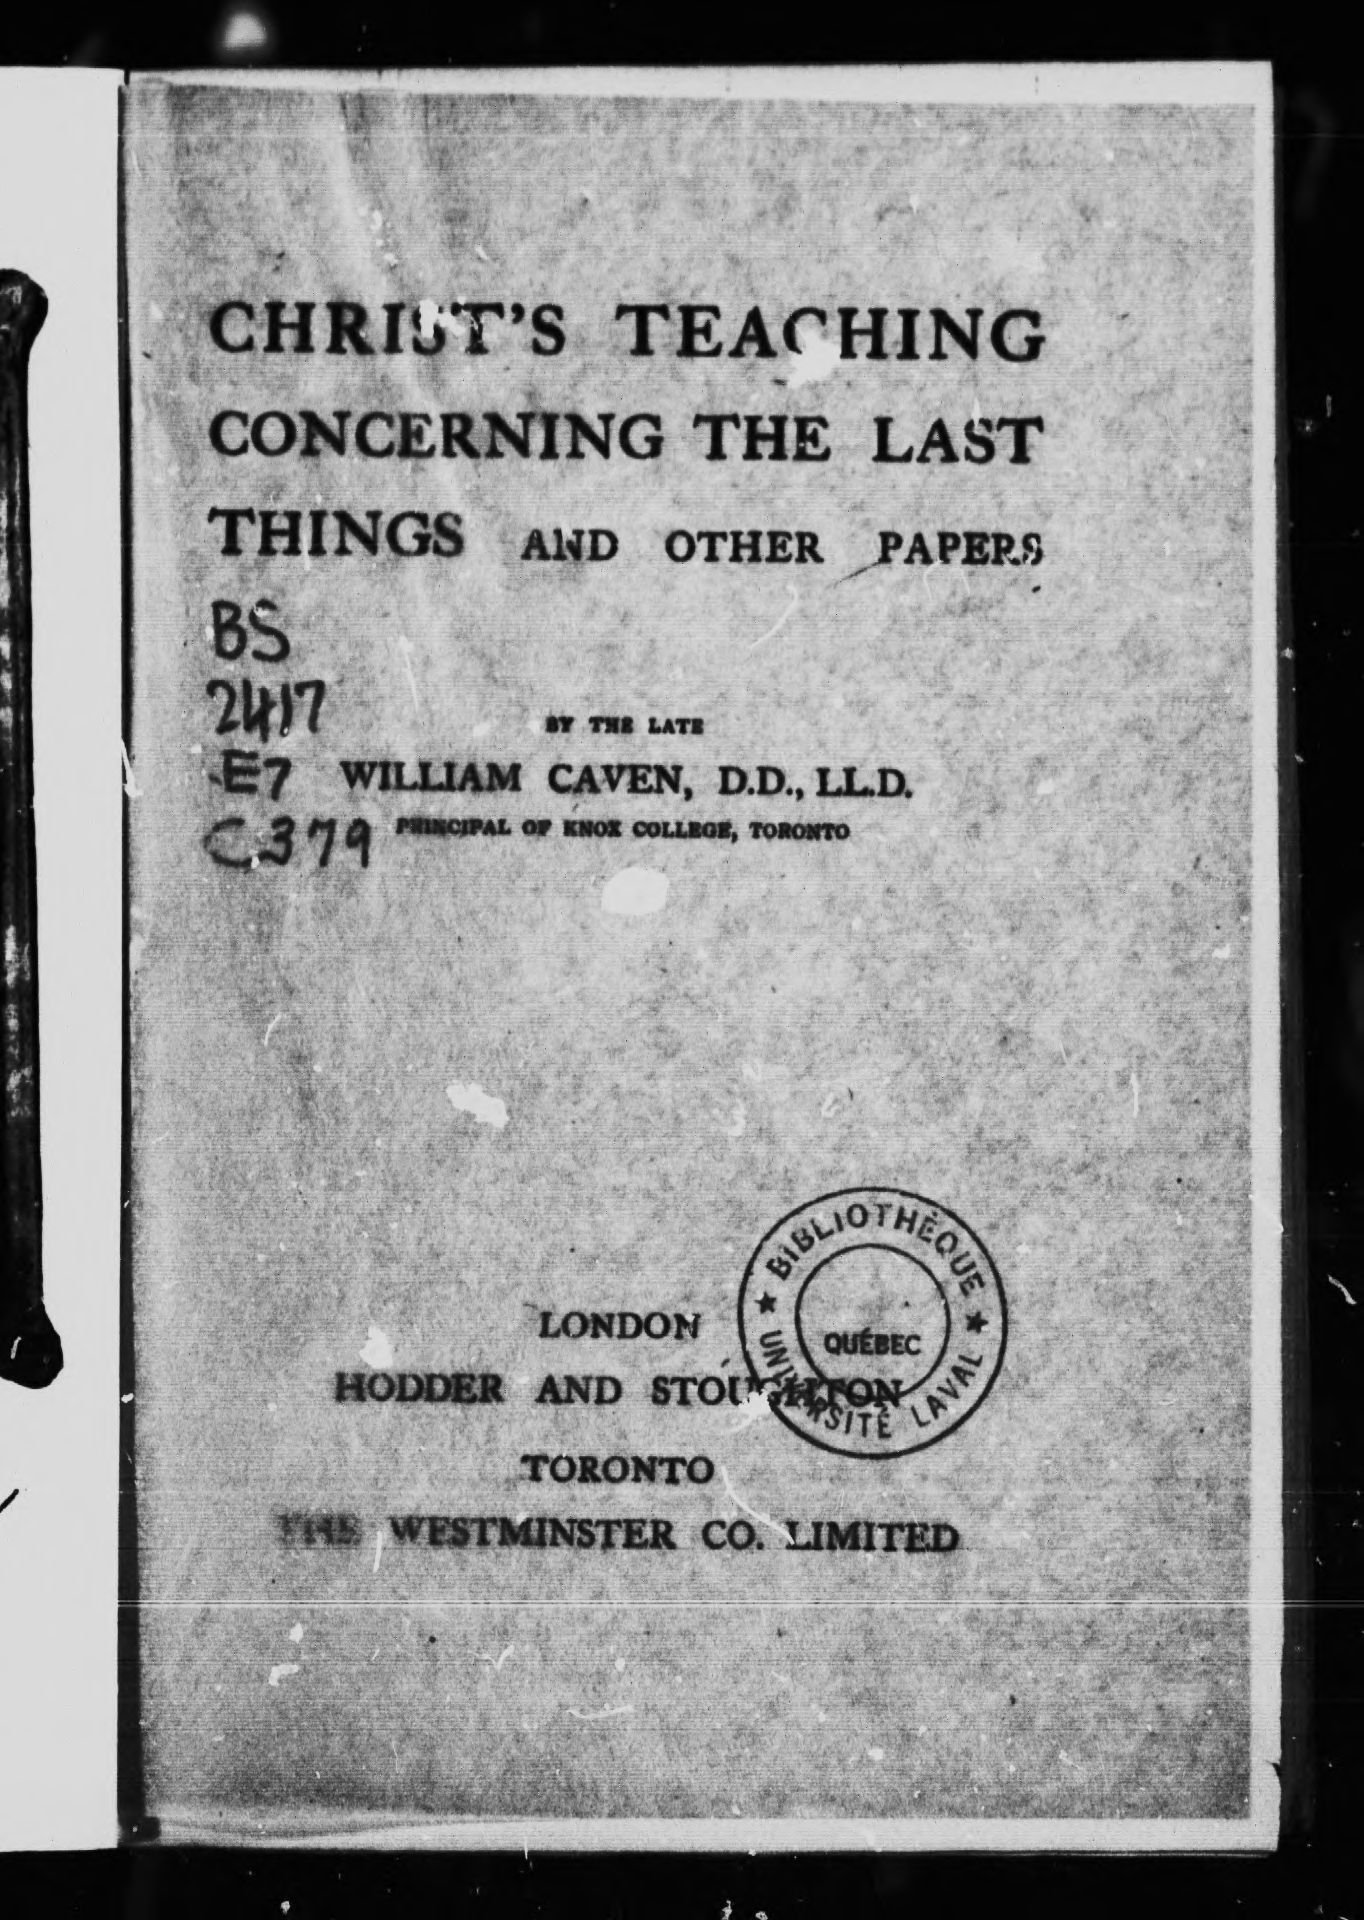 CHRIST'S TEACHING
CONCERNING THE LAST
THINGS AND OTHER PAPERS
BS
2417
.E7
C379
BY THE LATE
WILLIAM CAVEN, D.D., LL.D.
PRINCIPAL OF KNOX COLLEGE, TORONTO
BIBLIOTHÈQUE
QUÉBEC
UNIVERSITÉ LAVAL
LONDON
HODDER AND STOUGHTON
TORONTO
THE WESTMINSTER CO. LIMITED